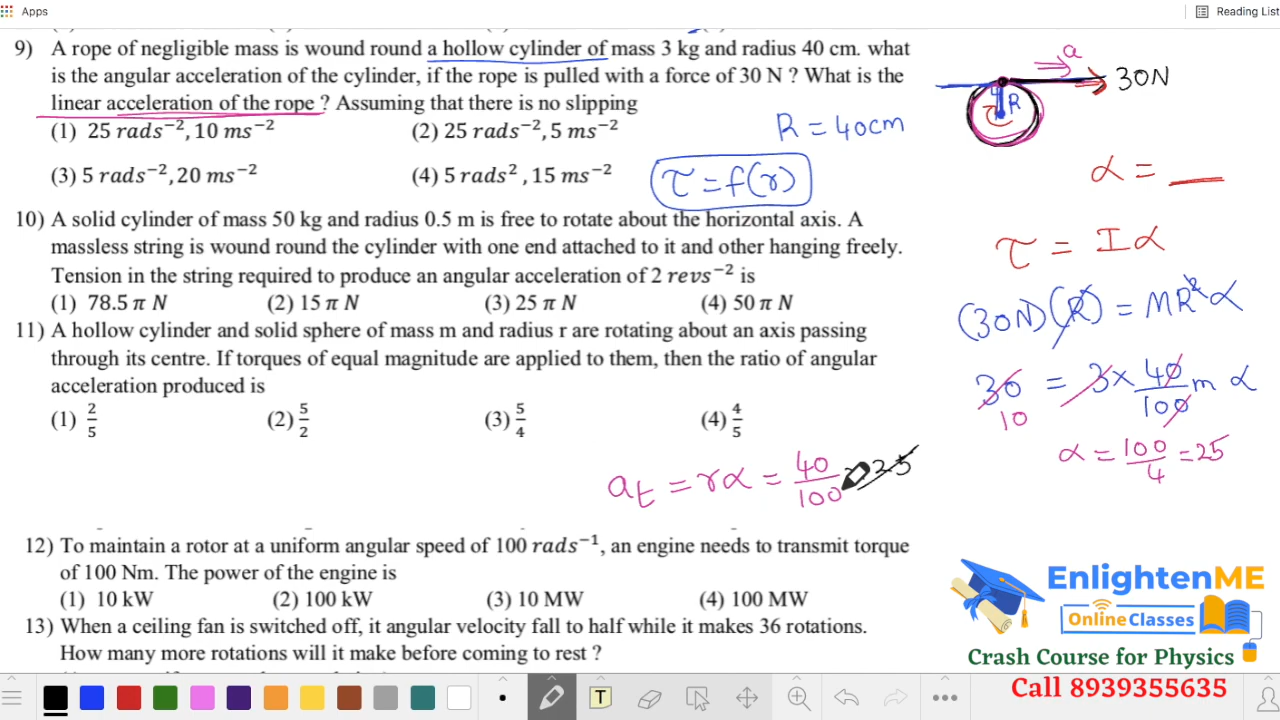 Apps
Reading List
9) A rope of negligible mass is wound round a hollow cylinder of mass 3 kg and radius 40 cm. what
is the angular acceleration of the cylinder, if the rope is pulled with a force of 30 N ? What is the
linear acceleration of the rope ? Assuming that there is no slipping
(1) 25 rads⁻², 10 ms⁻² (2) 25 rads⁻², 5 ms⁻²
(3) 5 rads⁻², 20 ms⁻² (4) 5 rads² , 15 ms⁻²
a
30N
R
R = 40cm
τ = f(r)
α = __
τ = Iα
(30N)(R) = MR²α
30 = 3 × 40/100 m α
10
α = 100/4 = 25
10) A solid cylinder of mass 50 kg and radius 0.5 m is free to rotate about the horizontal axis. A
massless string is wound round the cylinder with one end attached to it and other hanging freely.
Tension in the string required to produce an angular acceleration of 2 revs⁻² is
(1) 78.5 π N (2) 15 π N (3) 25 π N (4) 50 π N
11) A hollow cylinder and solid sphere of mass m and radius r are rotating about an axis passing
through its centre. If torques of equal magnitude are applied to them, then the ratio of angular
acceleration produced is
(1) 2/5 (2) 5/2 (3) 5/4 (4) 4/5
a_t = rα = 40/100 25
12) To maintain a rotor at a uniform angular speed of 100 rads⁻¹, an engine needs to transmit torque
of 100 Nm. The power of the engine is
(1) 10 kW (2) 100 kW (3) 10 MW (4) 100 MW
13) When a ceiling fan is switched off, it angular velocity fall to half while it makes 36 rotations.
How many more rotations will it make before coming to rest ?
EnlightenME
Online Classes
Crash Course for Physics
Call 8939355635
T